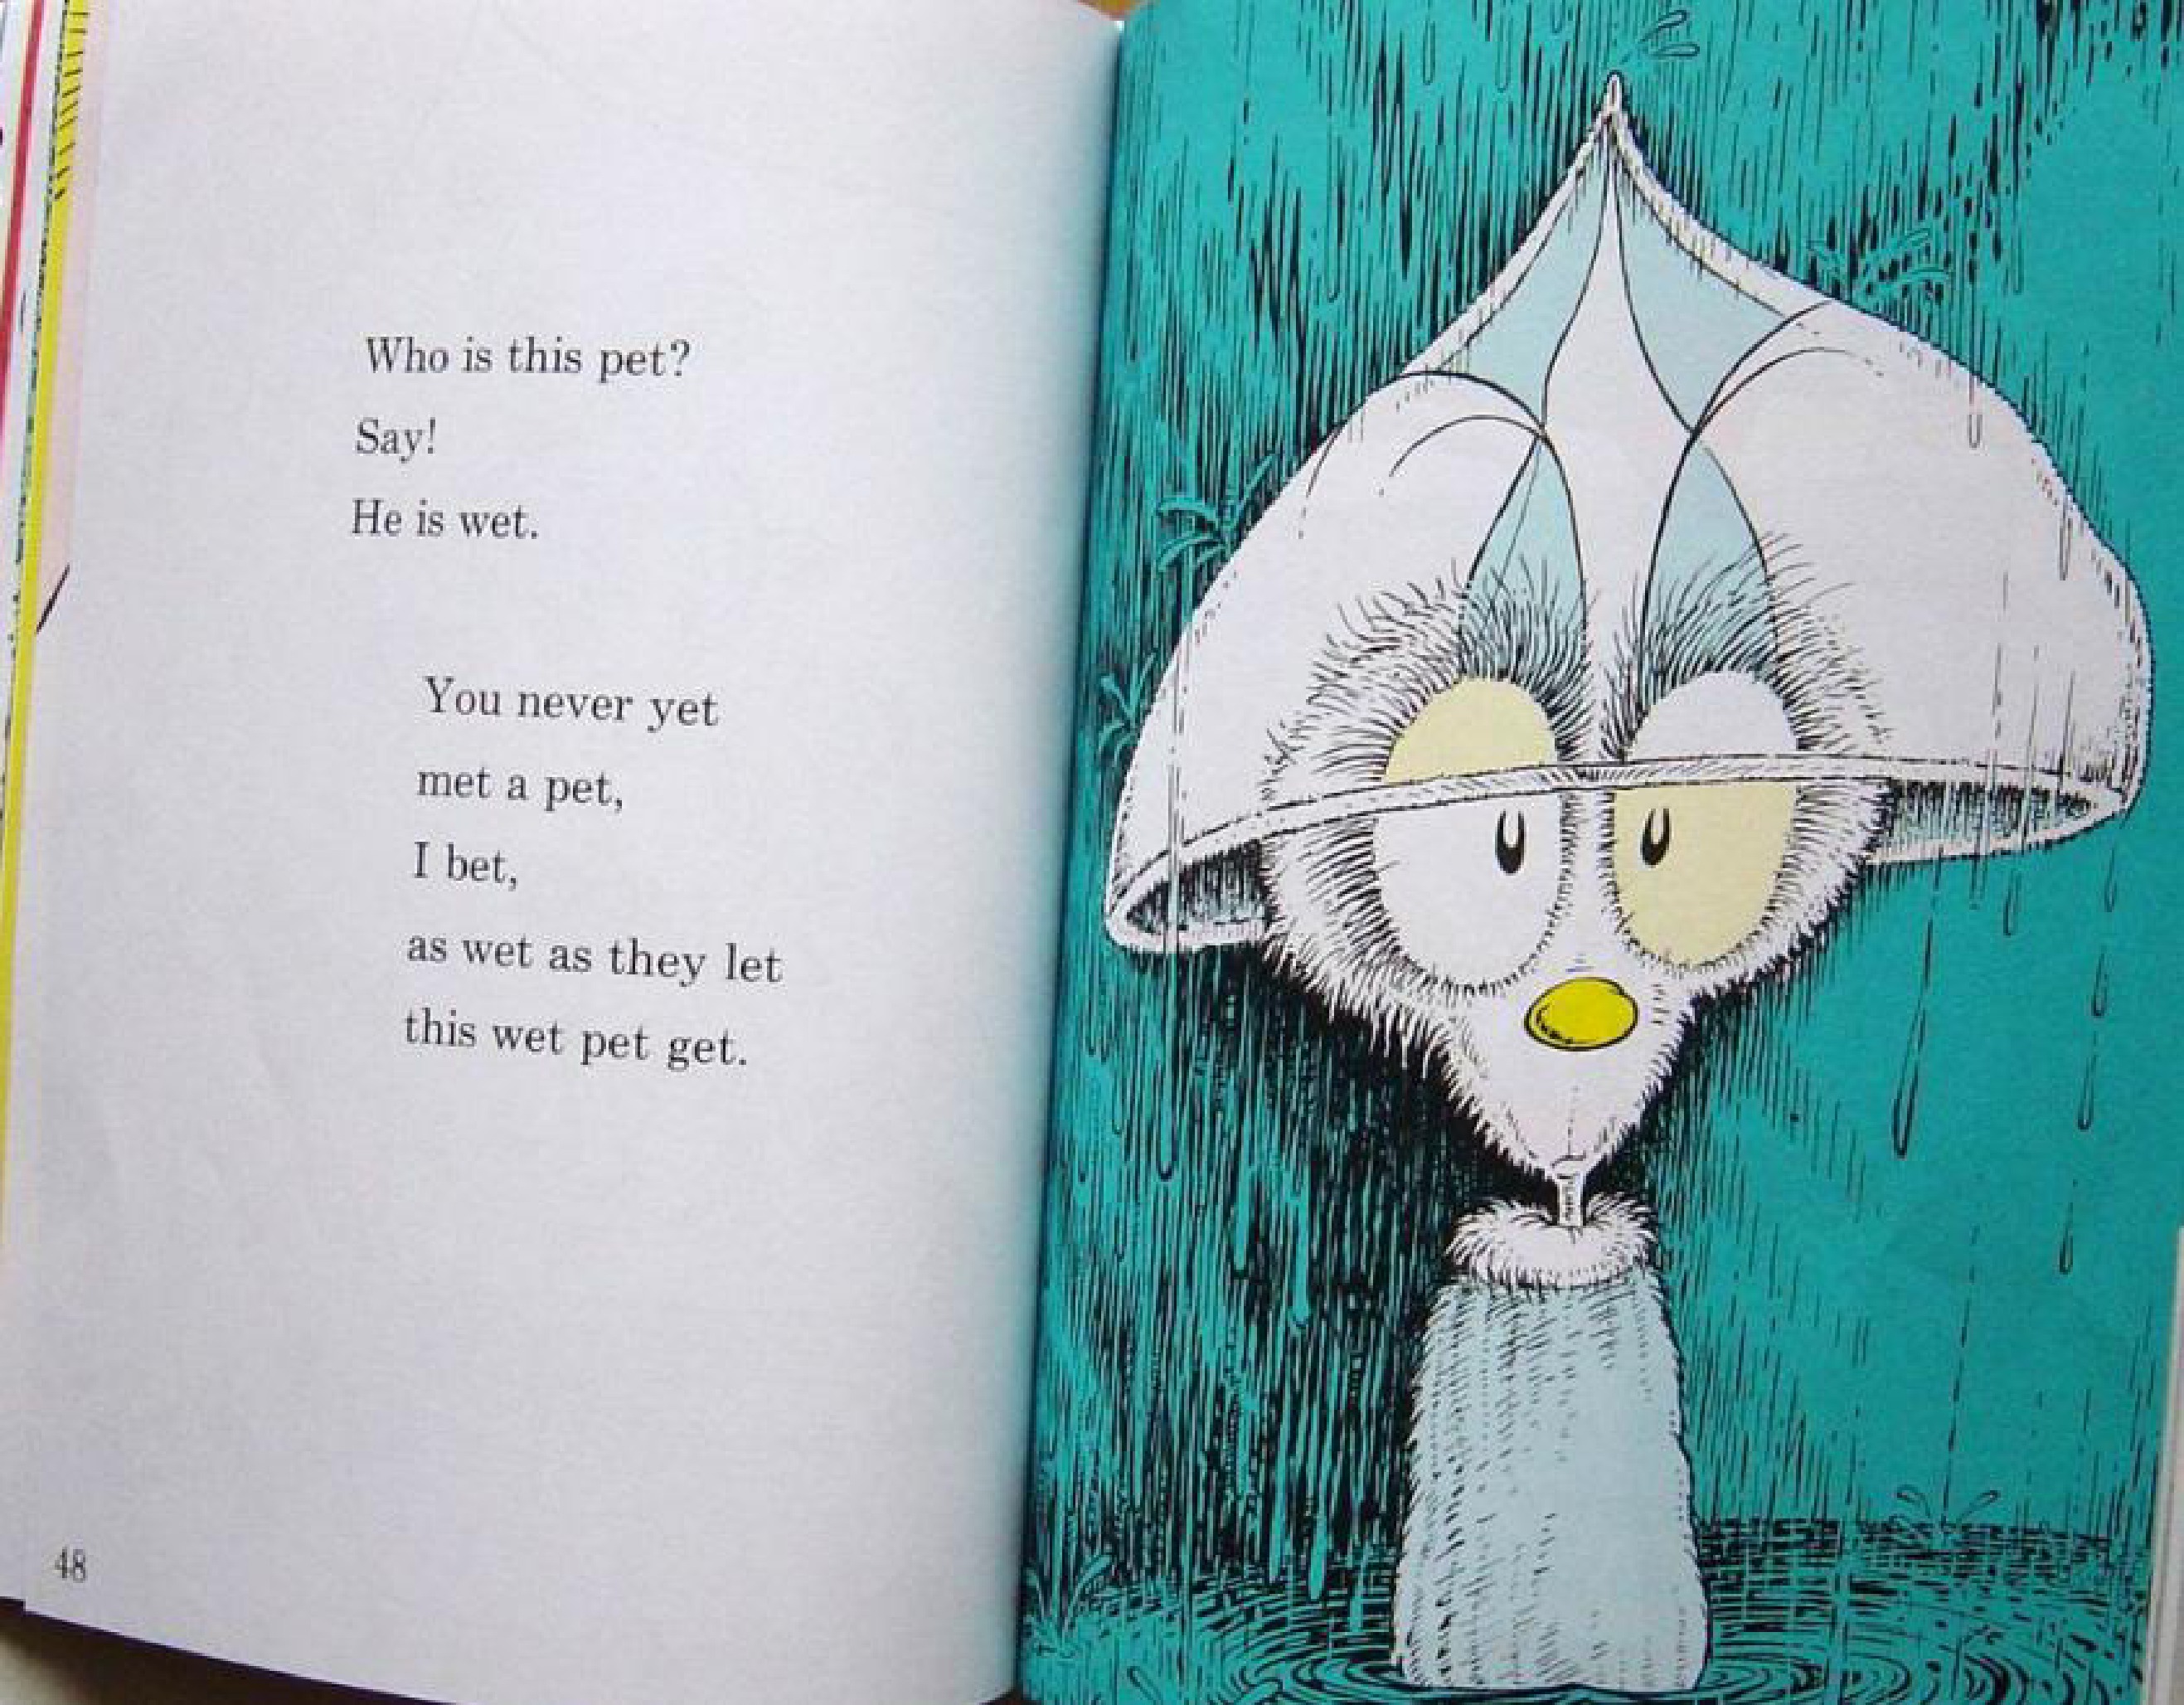 Who is this pet?
Say!
He is wet.
You never yet
met a pet,
I bet,
as wet as they let
this wet pet get.
48